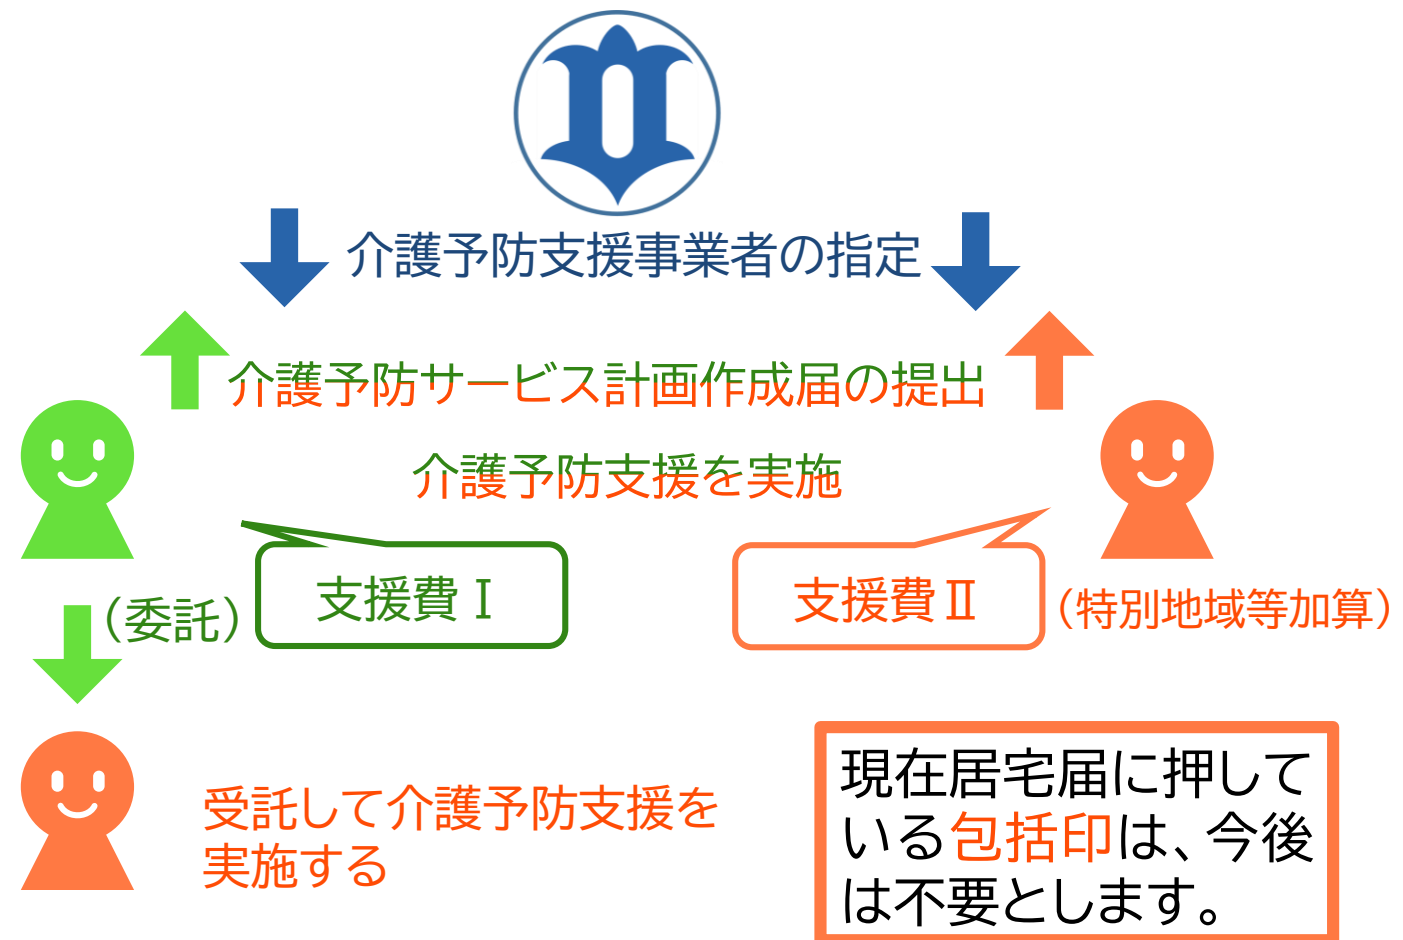 介護予防支援事業者の指定
介護予防サービス計画作成届の提出
介護予防支援を実施
支援費Ⅰ
支援費Ⅱ
（委託）
（特別地域等加算）
受託して介護予防支援を
実施する
現在居宅届に押して
いる包括印は、今後
は不要とします。